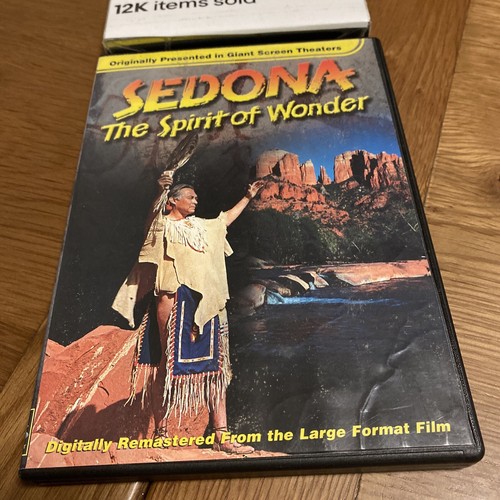 12K items sold
Originally Presented in Giant Screen Theaters
SEDONA
The Spirit of Wonder
Digitally Remastered From the Large Format Film